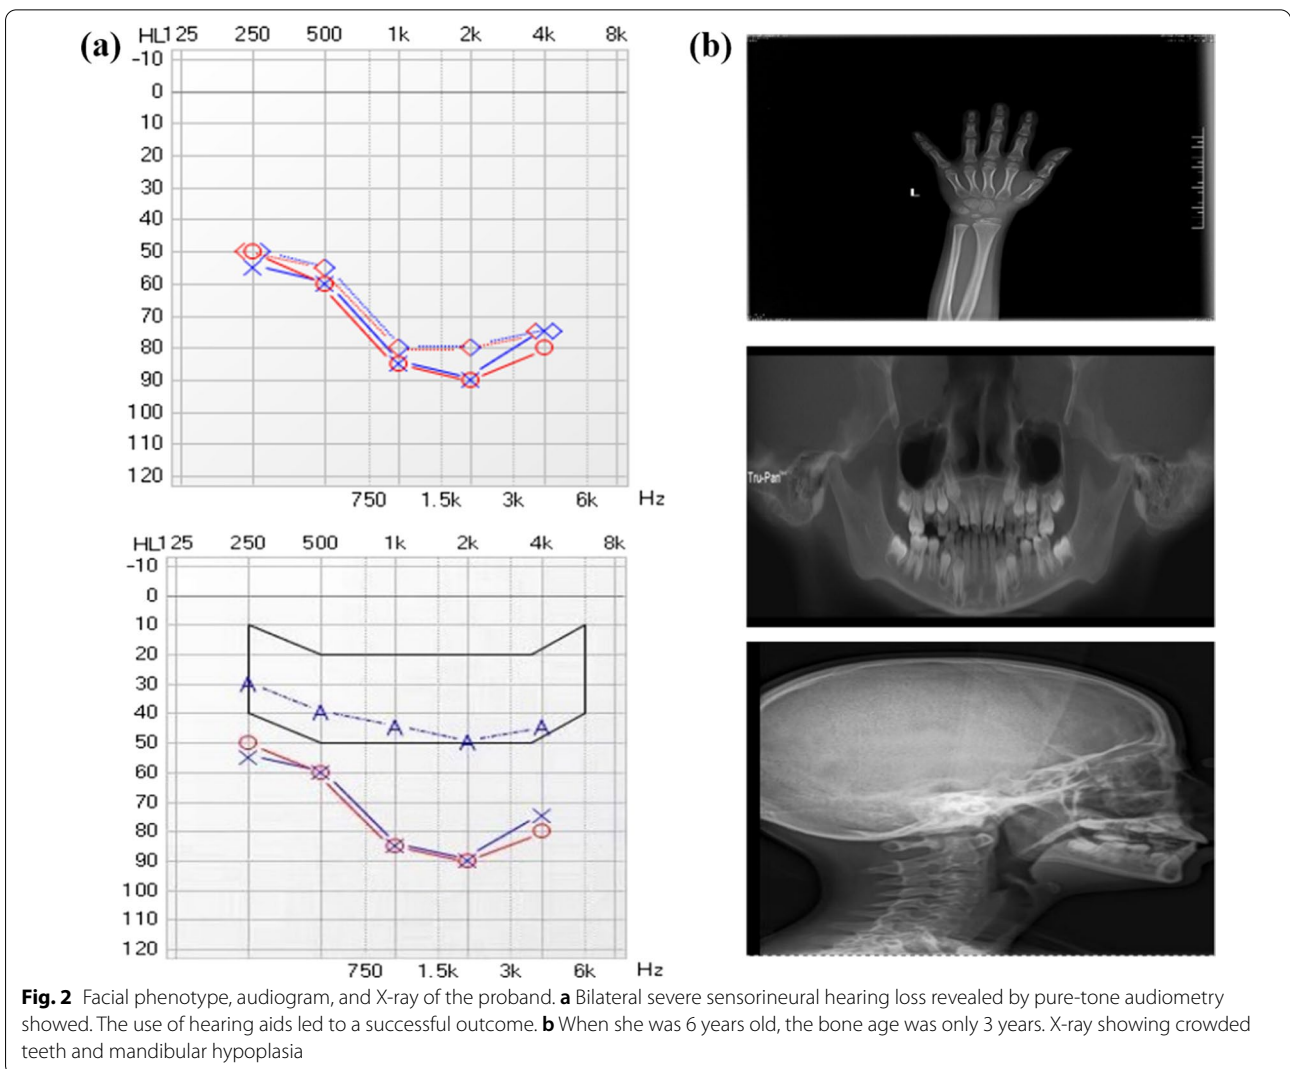 (a)
HL 125 250 500 1k 2k 4k 8k
-10
0
10
20
30
40
50
60
70
80
90
100
110
120
750 1.5k 3k 6k Hz
HL 125 250 500 1k 2k 4k 8k
-10
0
10
20
30
40
50
60
70
80
90
100
110
120
A A A A A
750 1.5k 3k 6k Hz
(b)
L
Tru-Pan
Fig. 2 Facial phenotype, audiogram, and X-ray of the proband. a Bilateral severe sensorineural hearing loss revealed by pure-tone audiometry
showed. The use of hearing aids led to a successful outcome. b When she was 6 years old, the bone age was only 3 years. X-ray showing crowded
teeth and mandibular hypoplasia